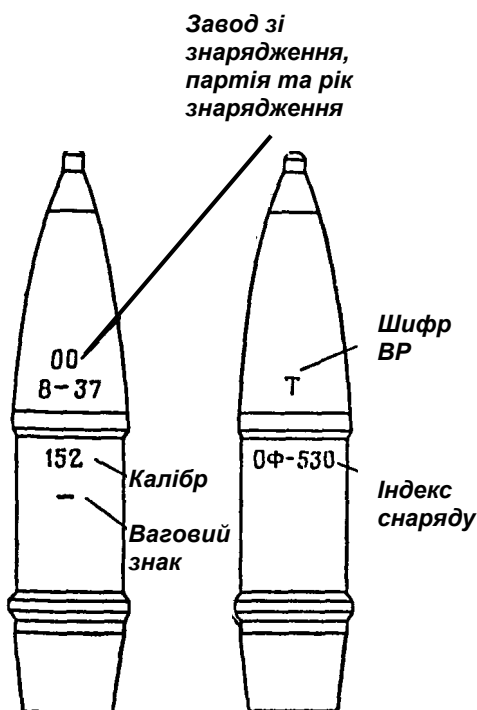 Завод зі
знарядження,
партія та рік
знарядження
00
8-37
152
–
Калібр
Ваговий
знак
Шифр
ВР
Т
ОФ-530
Індекс
снаряду